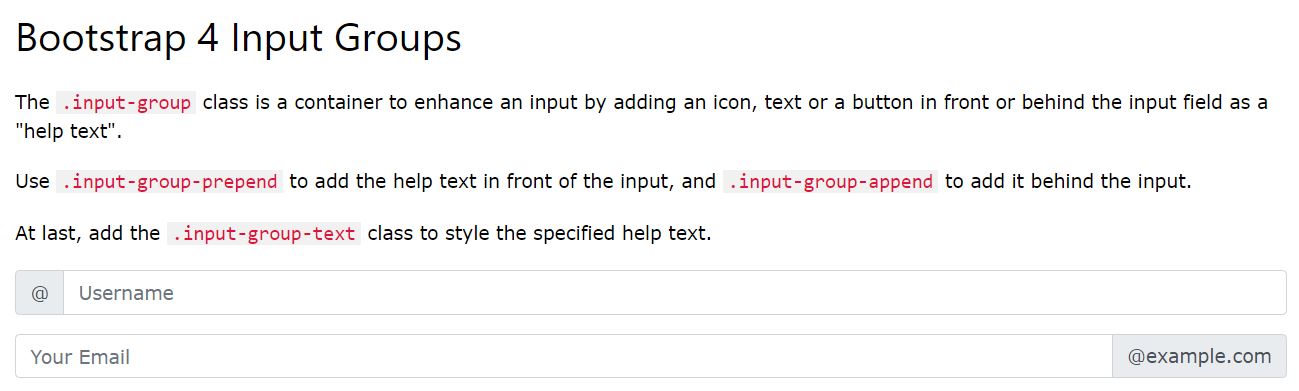 Bootstrap 4 Input Groups
The .input-group class is a container to enhance an input by adding an icon, text or a button in front or behind the input field as a
"help text".
Use .input-group-prepend to add the help text in front of the input, and .input-group-append to add it behind the input.
At last, add the .input-group-text class to style the specified help text.
@ Username
Your Email @example.com